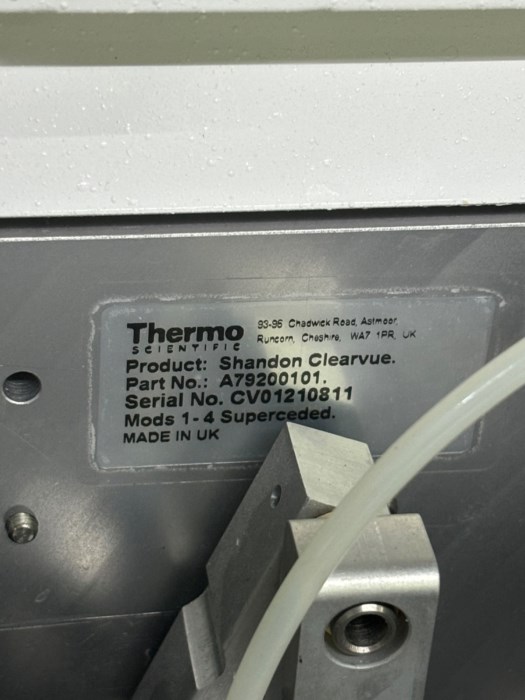 Thermo
SCIENTIFIC
93-96 Chadwick Road, Astmoor,
Runcorn, Cheshire, WA7 1PR, UK
Product: Shandon Clearvue.
Part No.: A79200101.
Serial No. CV01210811
Mods 1-4 Superceded.
MADE IN UK